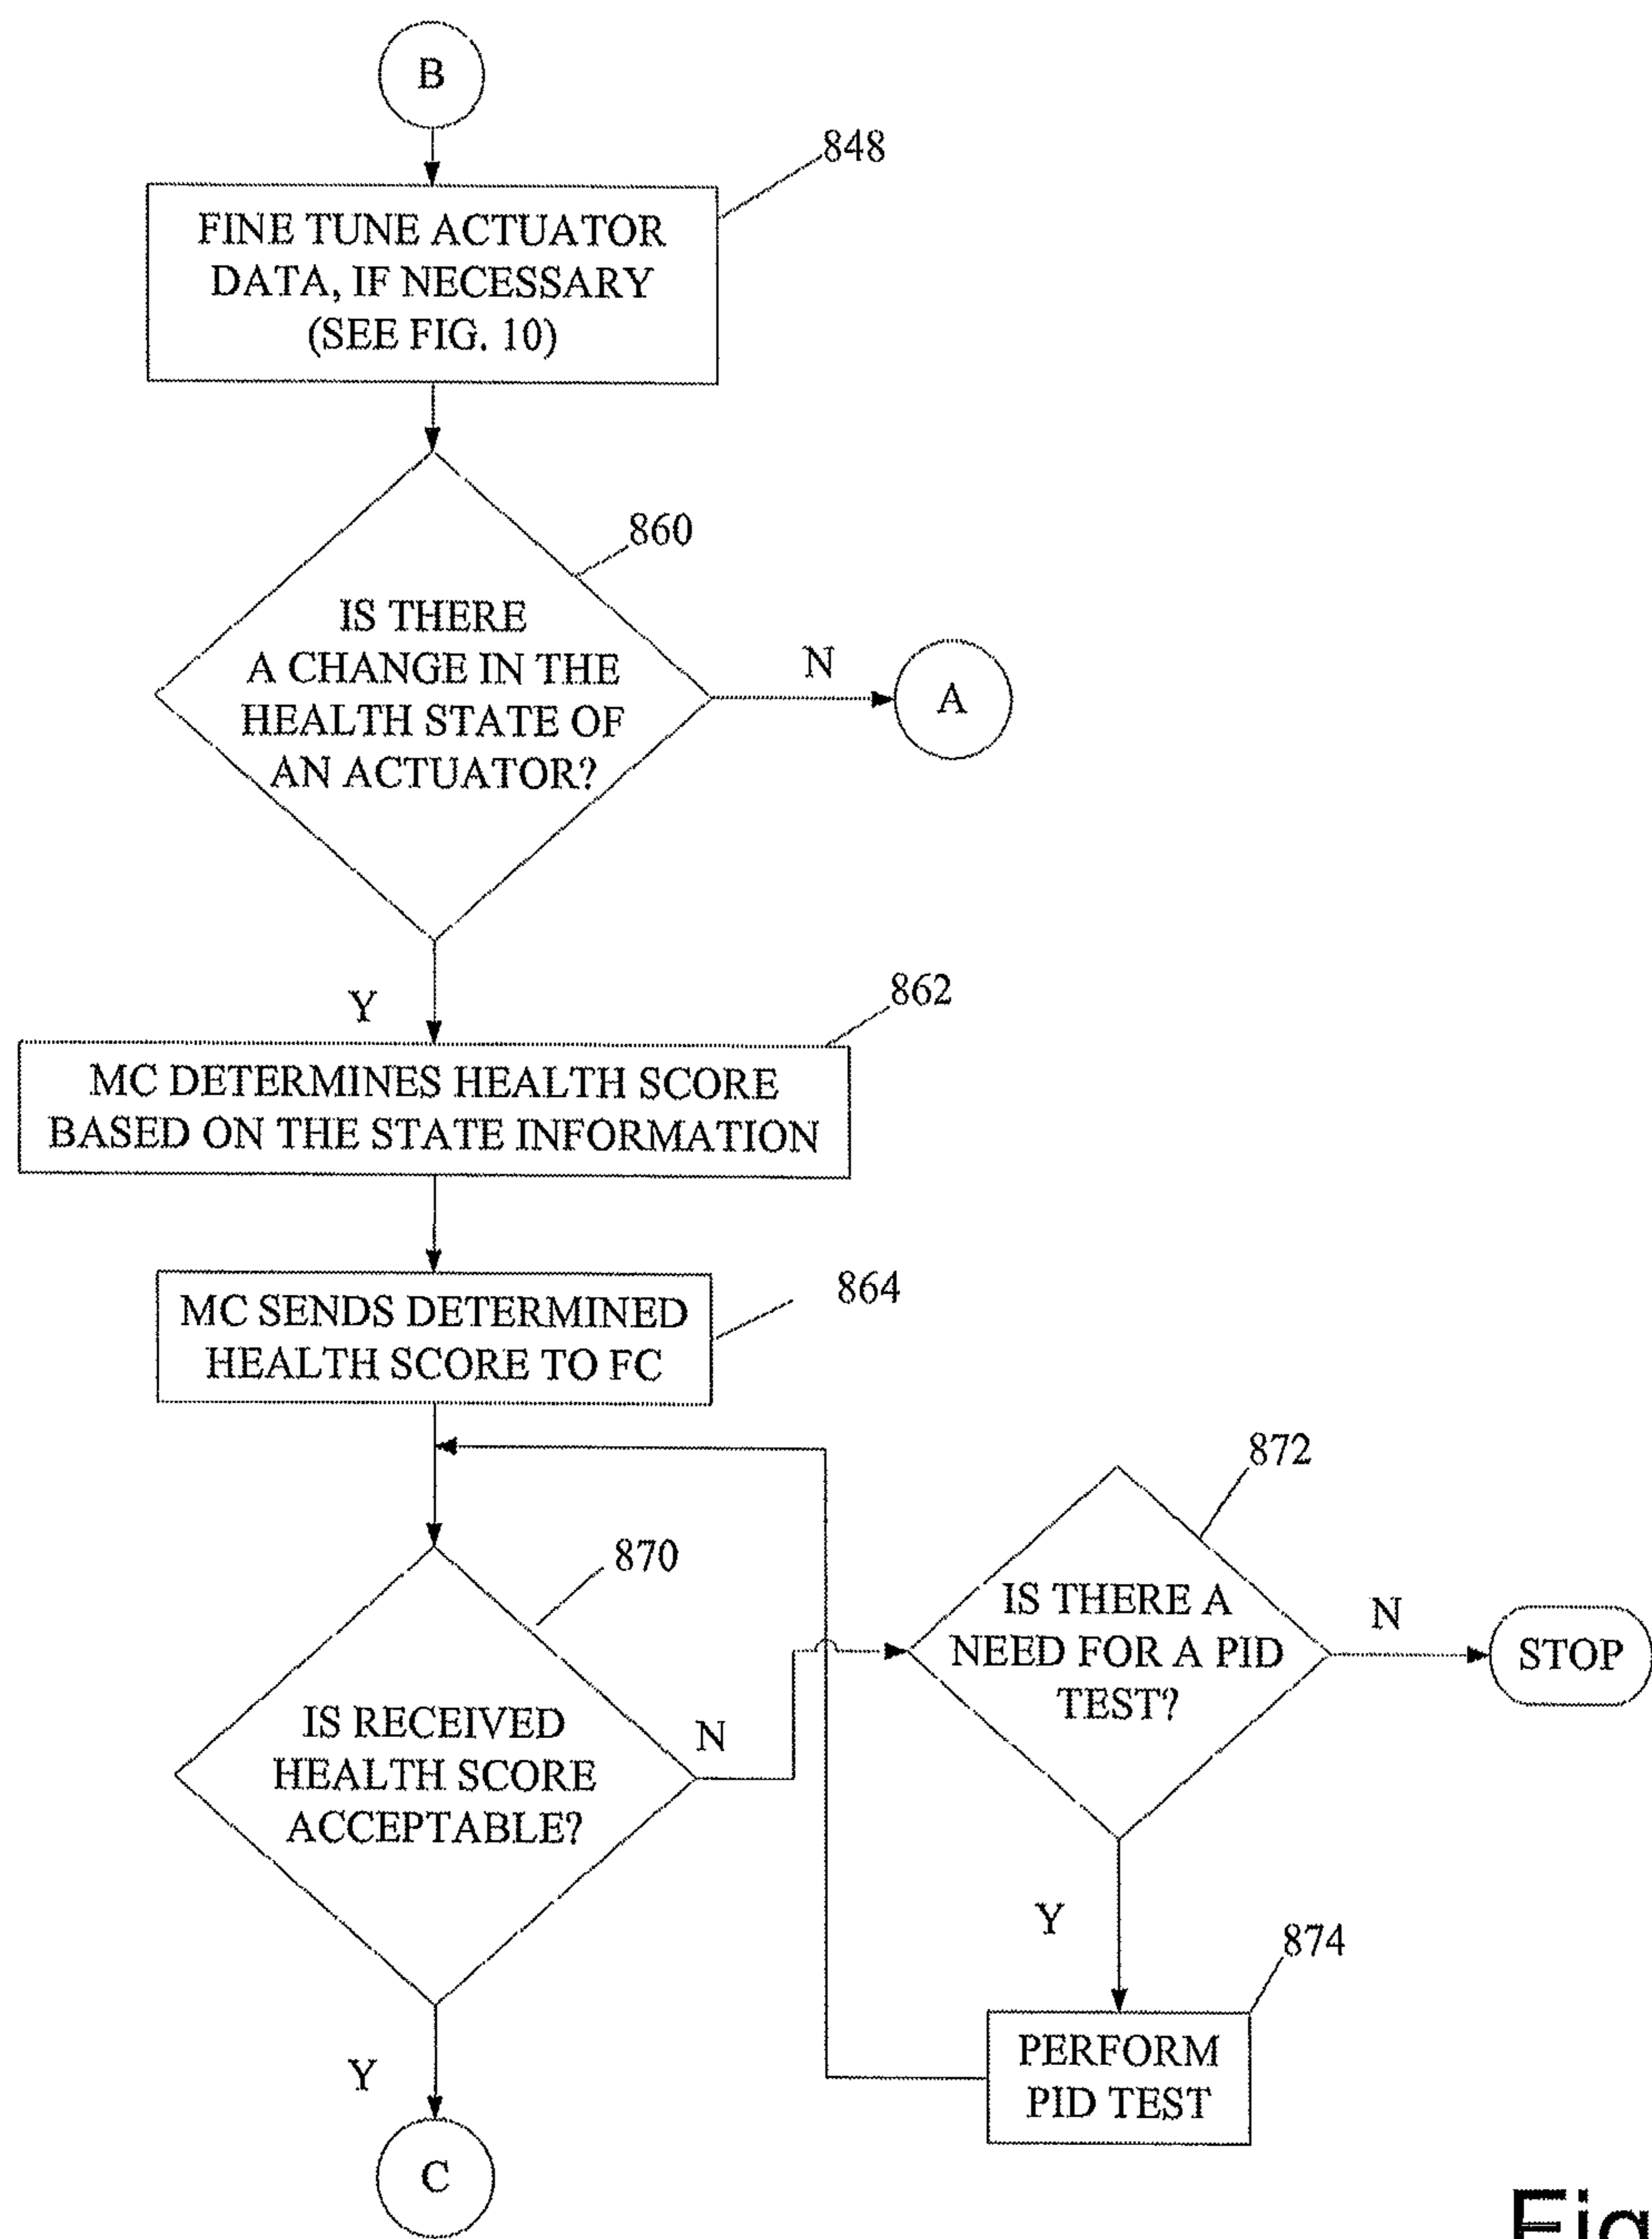 B
848
FINE TUNE ACTUATOR
DATA, IF NECESSARY
(SEE FIG. 10)
860
IS THERE
A CHANGE IN THE
HEALTH STATE OF
AN ACTUATOR?
N
A
Y
862
MC DETERMINES HEALTH SCORE
BASED ON THE STATE INFORMATION
864
MC SENDS DETERMINED
HEALTH SCORE TO FC
870
IS RECEIVED
HEALTH SCORE
ACCEPTABLE?
N
872
IS THERE A
NEED FOR A PID
TEST?
N
STOP
Y
874
PERFORM
PID TEST
Y
C